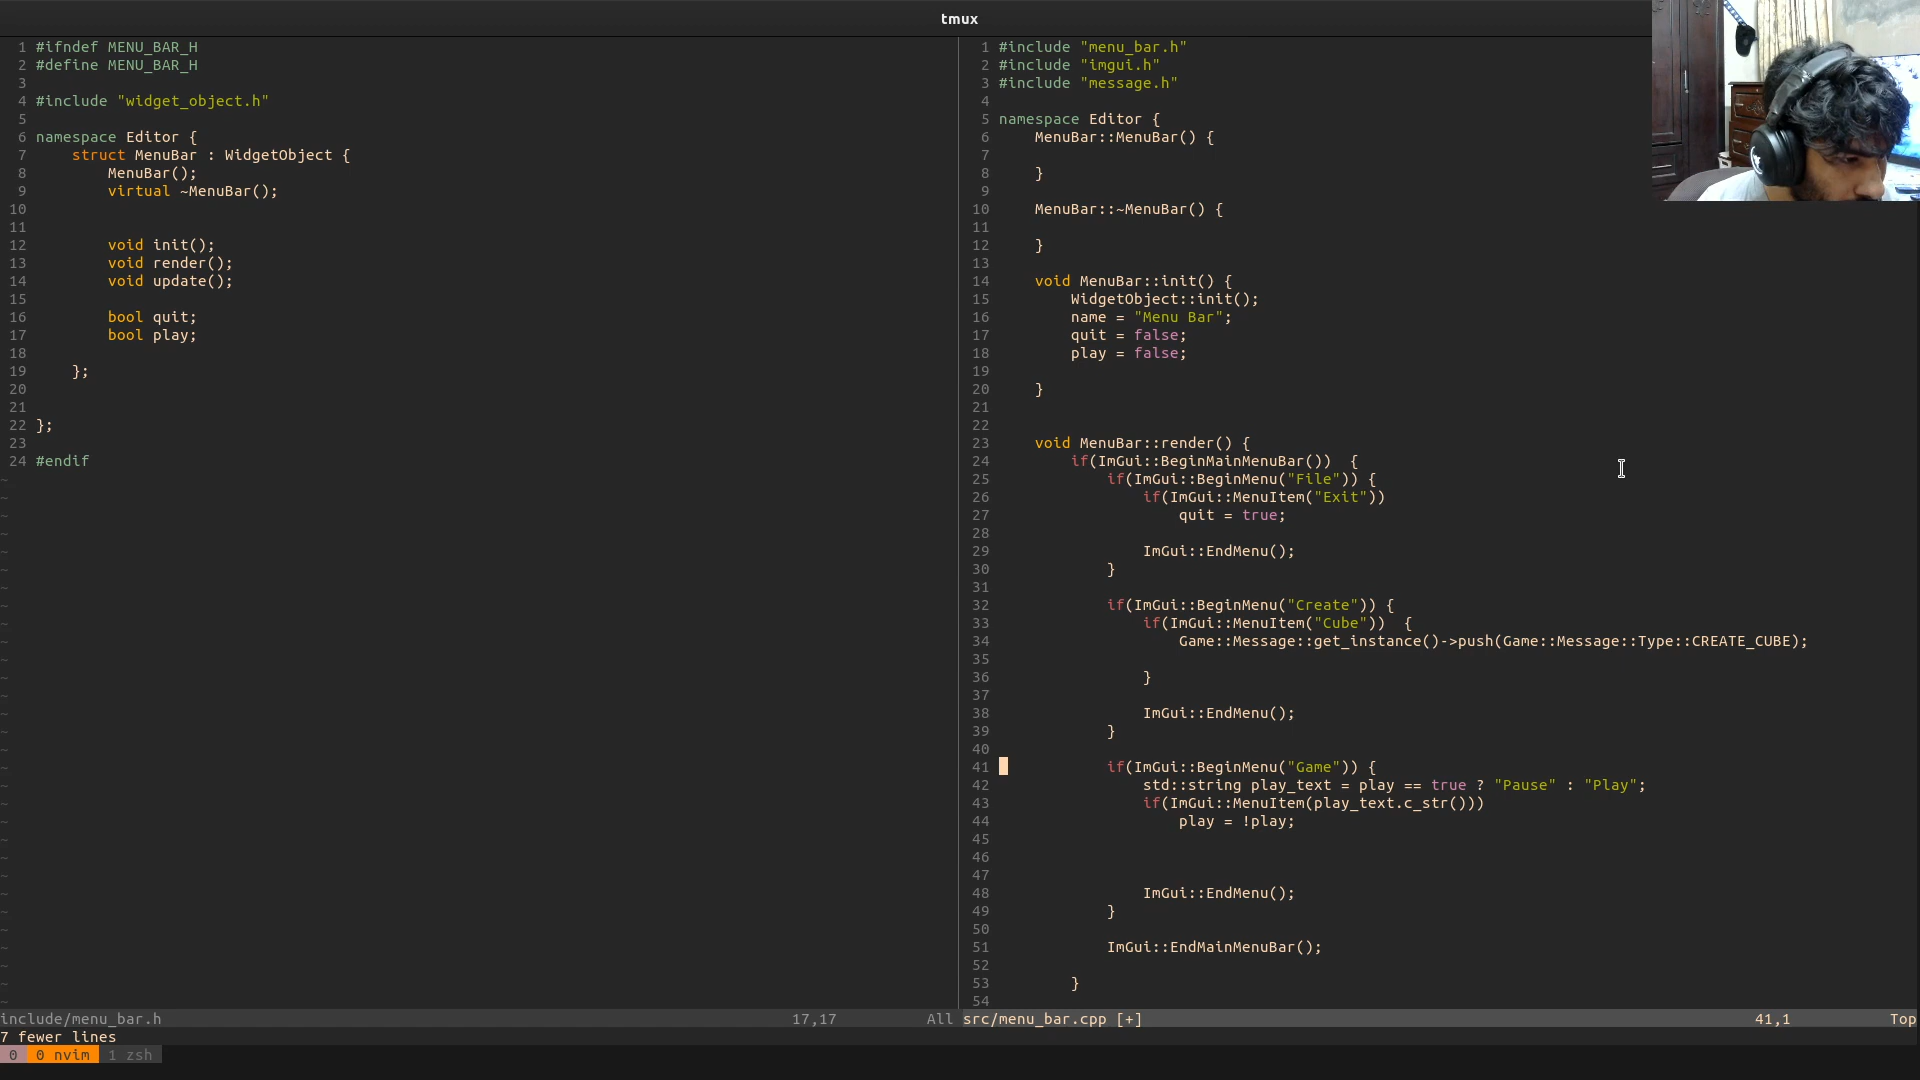 tmux
1 #ifndef MENU_BAR_H
2 #define MENU_BAR_H
3
4 #include "widget_object.h"
5
6 namespace Editor {
7     struct MenuBar : WidgetObject {
8         MenuBar();
9         virtual ~MenuBar();
10
11
12         void init();
13         void render();
14         void update();
15
16         bool quit;
17         bool play;
18
19     };
20
21
22 };
23
24 #endif
include/menu_bar.h 17,17 All
1 #include "menu_bar.h"
2 #include "imgui.h"
3 #include "message.h"
4
5 namespace Editor {
6     MenuBar::MenuBar() {
7
8     }
9
10     MenuBar::~MenuBar() {
11
12     }
13
14     void MenuBar::init() {
15         WidgetObject::init();
16         name = "Menu Bar";
17         quit = false;
18         play = false;
19
20     }
21
22
23     void MenuBar::render() {
24         if(ImGui::BeginMainMenuBar())  {
25             if(ImGui::BeginMenu("File")) {
26                 if(ImGui::MenuItem("Exit"))
27                     quit = true;
28
29                 ImGui::EndMenu();
30             }
31
32             if(ImGui::BeginMenu("Create")) {
33                 if(ImGui::MenuItem("Cube"))  {
34                     Game::Message::get_instance()->push(Game::Message::Type::CREATE_CUBE);
35
36                 }
37
38                 ImGui::EndMenu();
39             }
40
41             if(ImGui::BeginMenu("Game")) {
42                 std::string play_text = play == true ? "Pause" : "Play";
43                 if(ImGui::MenuItem(play_text.c_str()))
44                     play = !play;
45
46
47
48                 ImGui::EndMenu();
49             }
50
51             ImGui::EndMainMenuBar();
52
53         }
54
src/menu_bar.cpp [+] 41,1 Top
7 fewer lines
0 0 nvim 1 zsh